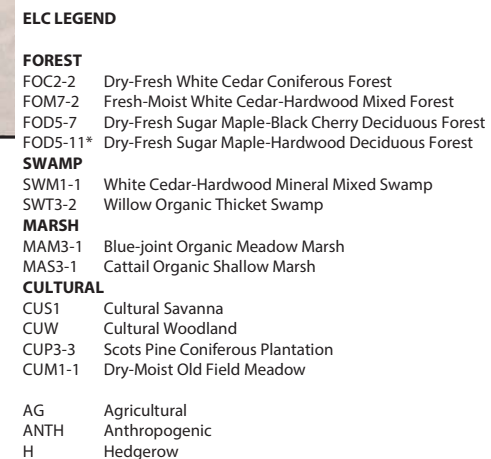 ELC LEGEND
FOREST
FOC2-2 Dry-Fresh White Cedar Coniferous Forest
FOM7-2 Fresh-Moist White Cedar-Hardwood Mixed Forest
FOD5-7 Dry-Fresh Sugar Maple-Black Cherry Deciduous Forest
FOD5-11* Dry-Fresh Sugar Maple-Hardwood Deciduous Forest
SWAMP
SWM1-1 White Cedar-Hardwood Mineral Mixed Swamp
SWT3-2 Willow Organic Thicket Swamp
MARSH
MAM3-1 Blue-joint Organic Meadow Marsh
MAS3-1 Cattail Organic Shallow Marsh
CULTURAL
CUS1 Cultural Savanna
CUW Cultural Woodland
CUP3-3 Scots Pine Coniferous Plantation
CUM1-1 Dry-Moist Old Field Meadow
AG Agricultural
ANTH Anthropogenic
H Hedgerow